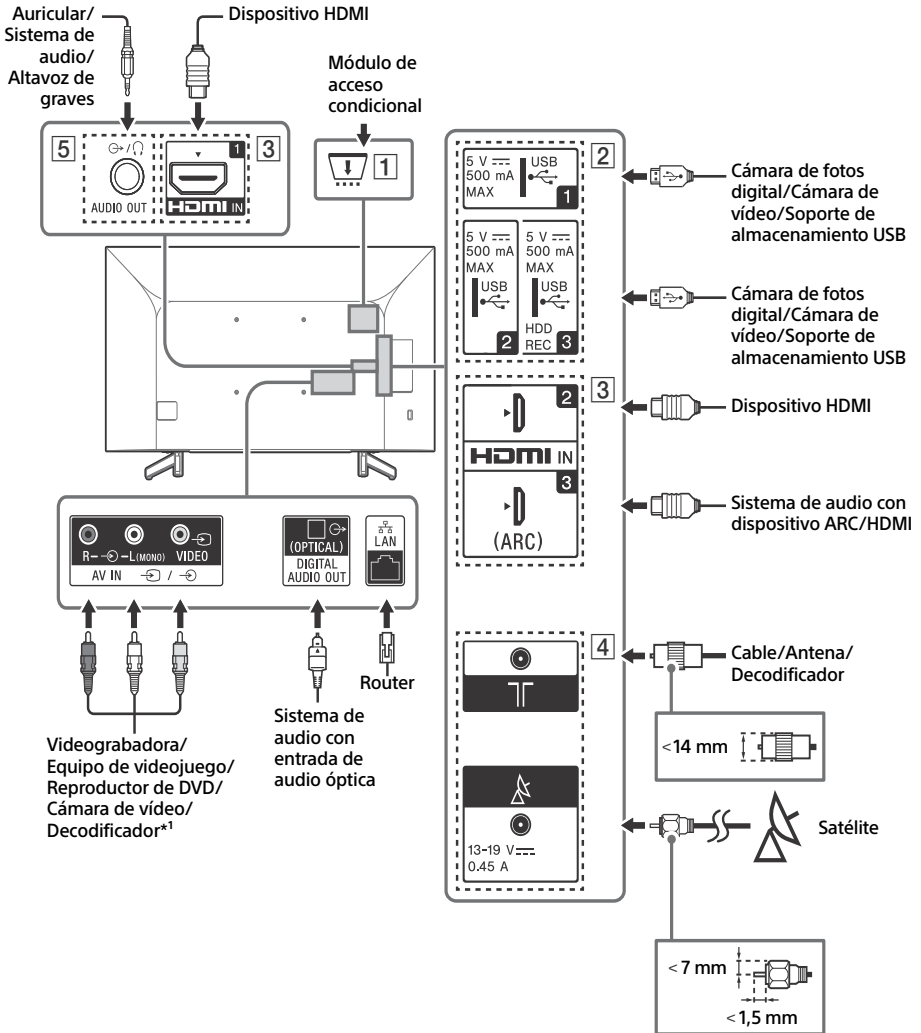 Auricular/
Sistema de
audio/
Altavoz de
graves
Dispositivo HDMI
Módulo de
acceso
condicional
5
AUDIO OUT
1
3
HDMI IN
1
2
5 V
500 mA
MAX
USB
1
Cámara de fotos
digital/Cámara de
vídeo/Soporte de
almacenamiento USB
5 V
500 mA
MAX
USB
2
5 V
500 mA
MAX
USB
HDD
REC 3
Cámara de fotos
digital/Cámara de
vídeo/Soporte de
almacenamiento USB
3
2
HDMI IN
3
(ARC)
Dispositivo HDMI
Sistema de audio con
dispositivo ARC/HDMI
R -L(MONO) VIDEO
AV IN /
(OPTICAL)
DIGITAL
AUDIO OUT
LAN
Videograbadora/
Equipo de videojuego/
Reproductor de DVD/
Cámara de vídeo/
Decodificador*1
Sistema de
audio con
entrada de
audio óptica
Router
4
Cable/Antena/
Decodificador
<14 mm
13-19 V
0.45 A
Satélite
<7 mm
<1,5 mm